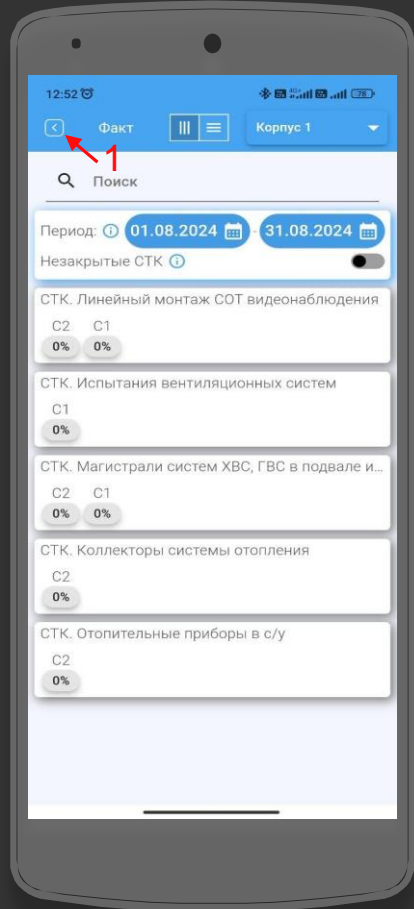 12:52
Факт
Корпус 1
1
Поиск
Период: 01.08.2024 - 31.08.2024
Незакрытые СТК
СТК. Линейный монтаж СОТ видеонаблюдения
С2 С1
0% 0%
СТК. Испытания вентиляционных систем
С1
0%
СТК. Магистрали систем ХВС, ГВС в подвале и...
С2 С1
0% 0%
СТК. Коллекторы системы отопления
С2
0%
СТК. Отопительные приборы в с/у
С2
0%